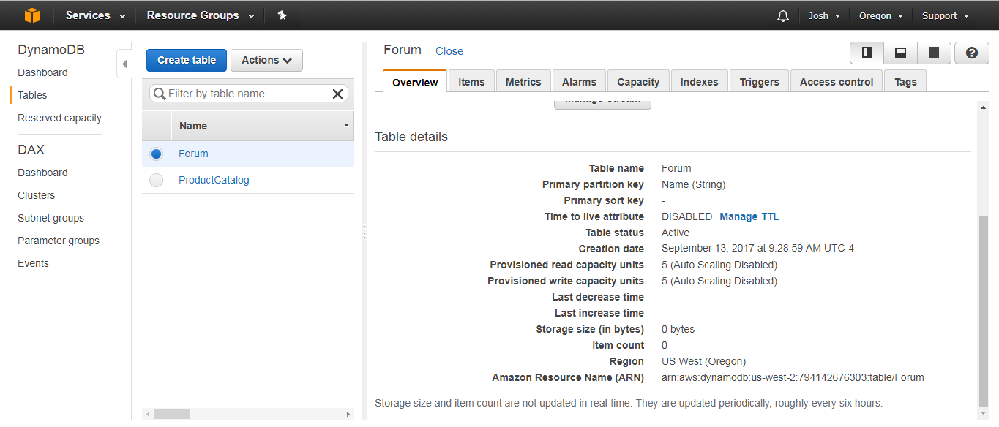 Services Resource Groups Josh Oregon Support
DynamoDB
Dashboard
Tables
Reserved capacity
DAX
Dashboard
Clusters
Subnet groups
Parameter groups
Events
Create table Actions
Filter by table name
Name
Forum
ProductCatalog
Forum Close
Overview Items Metrics Alarms Capacity Indexes Triggers Access control Tags
Manage Stream
Table details
Table name Forum
Primary partition key Name (String)
Primary sort key -
Time to live attribute DISABLED Manage TTL
Table status Active
Creation date September 13, 2017 at 9:28:59 AM UTC-4
Provisioned read capacity units 5 (Auto Scaling Disabled)
Provisioned write capacity units 5 (Auto Scaling Disabled)
Last decrease time -
Last increase time -
Storage size (in bytes) 0 bytes
Item count 0
Region US West (Oregon)
Amazon Resource Name (ARN) arn:aws:dynamodb:us-west-2:794142676303:table/Forum
Storage size and item count are not updated in real-time. They are updated periodically, roughly every six hours.